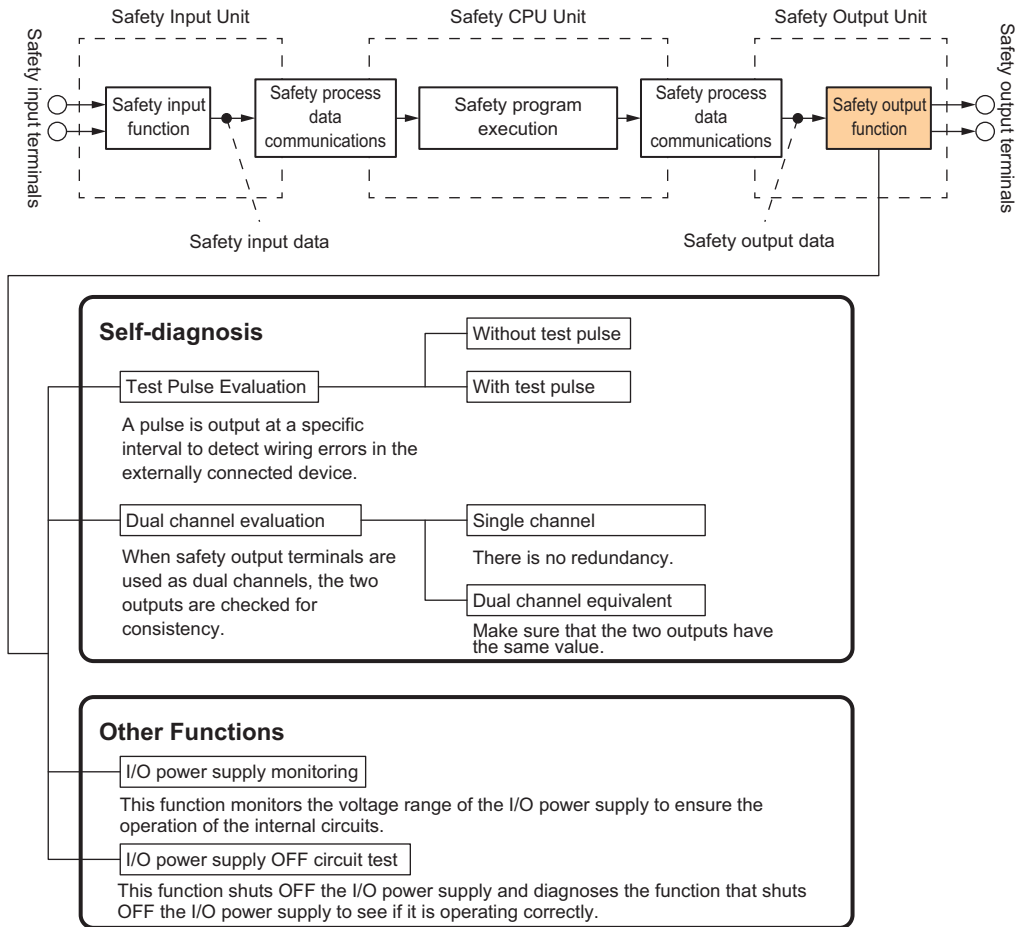 Safety Input Unit
Safety CPU Unit
Safety Output Unit
Safety input terminals
Safety input
function
Safety process
data
communications
Safety program
execution
Safety process
data
communications
Safety output
function
Safety output terminals
Safety input data
Safety output data
Self-diagnosis
Without test pulse
Test Pulse Evaluation
With test pulse
A pulse is output at a specific
interval to detect wiring errors in the
externally connected device.
Dual channel evaluation
Single channel
When safety output terminals are
used as dual channels, the two
outputs are checked for
consistency.
There is no redundancy.
Dual channel equivalent
Make sure that the two outputs have
the same value.
Other Functions
I/O power supply monitoring
This function monitors the voltage range of the I/O power supply to ensure the
operation of the internal circuits.
I/O power supply OFF circuit test
This function shuts OFF the I/O power supply and diagnoses the function that shuts
OFF the I/O power supply to see if it is operating correctly.